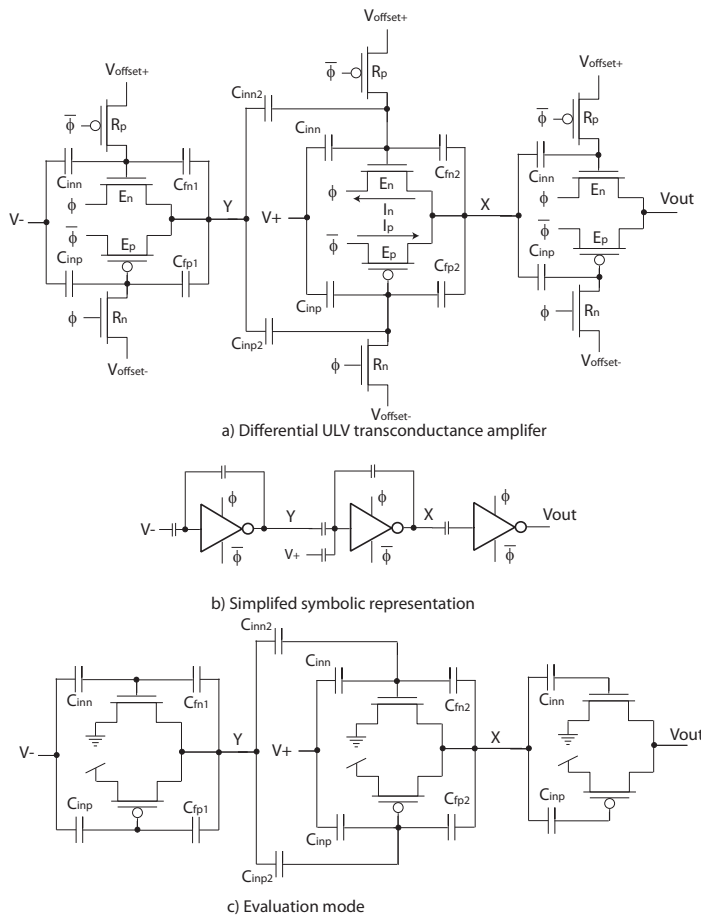 Voffset+
ϕ̅ Rp
Voffset+
ϕ̅ Rp
Voffset+
ϕ̅ Rp
Cinn2
Cinn
Cinn
Cinn
Cfn1
Cfn2
En
En
En
ϕ
ϕ
ϕ
In
Ip
V-
Y
V+
X
Vout
ϕ̅
ϕ̅
ϕ̅
Ep
Ep
Ep
Cinp
Cfp1
Cinp
Cfp2
Cinp
ϕ Rn
Cinp2
ϕ Rn
ϕ Rn
Voffset-
Voffset-
Voffset-
a) Differential ULV transconductance amplifer
ϕ
ϕ
ϕ
V-
Y
X
Vout
V+
ϕ̅
ϕ̅
ϕ̅
b) Simplifed symbolic representation
Cinn2
Cinn
Cfn1
Cinn
Cfn2
Cinn
V-
Y
V+
X
Vout
Cinp
Cfp1
Cinp
Cfp2
Cinp
Cinp2
c) Evaluation mode